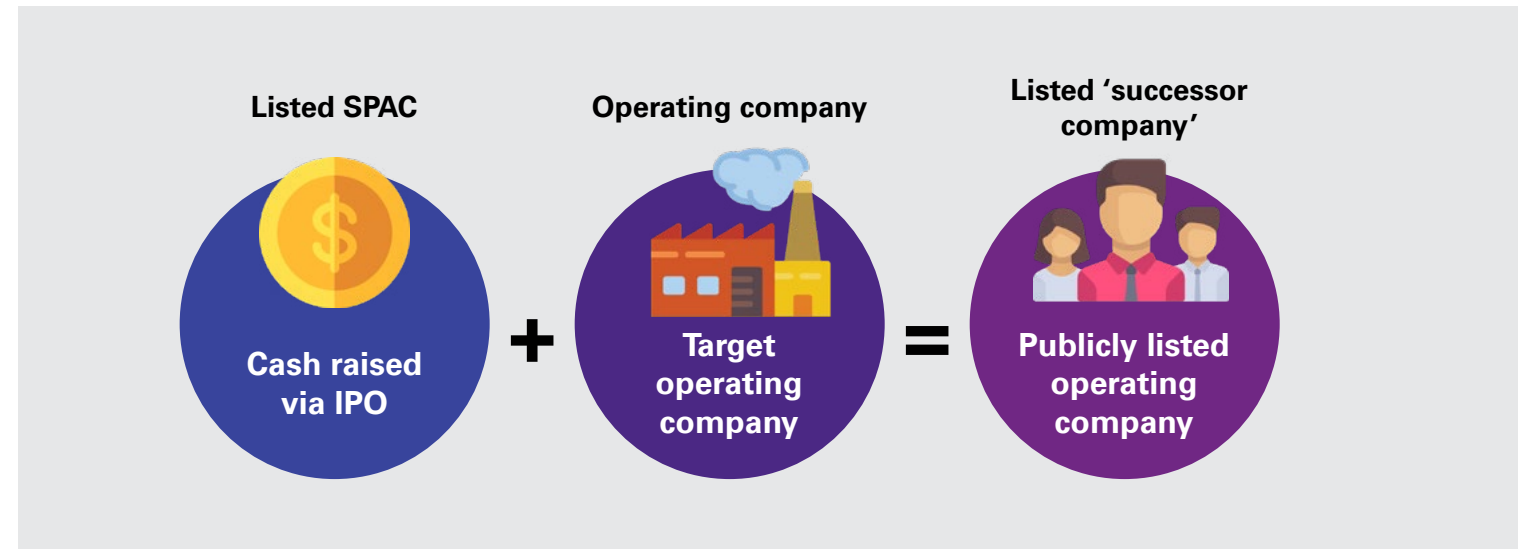 Listed SPAC
Operating company
Listed ‘successor
company’
$
Cash raised
via IPO
+
Target
operating
company
=
Publicly listed
operating
company